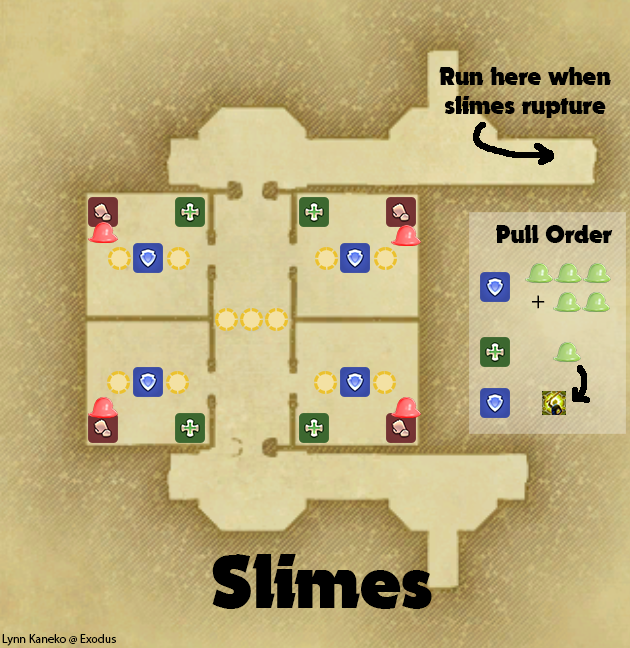 Run here when
slimes rupture
Pull Order
+
Slimes
Lynn Kaneko @ Exodus